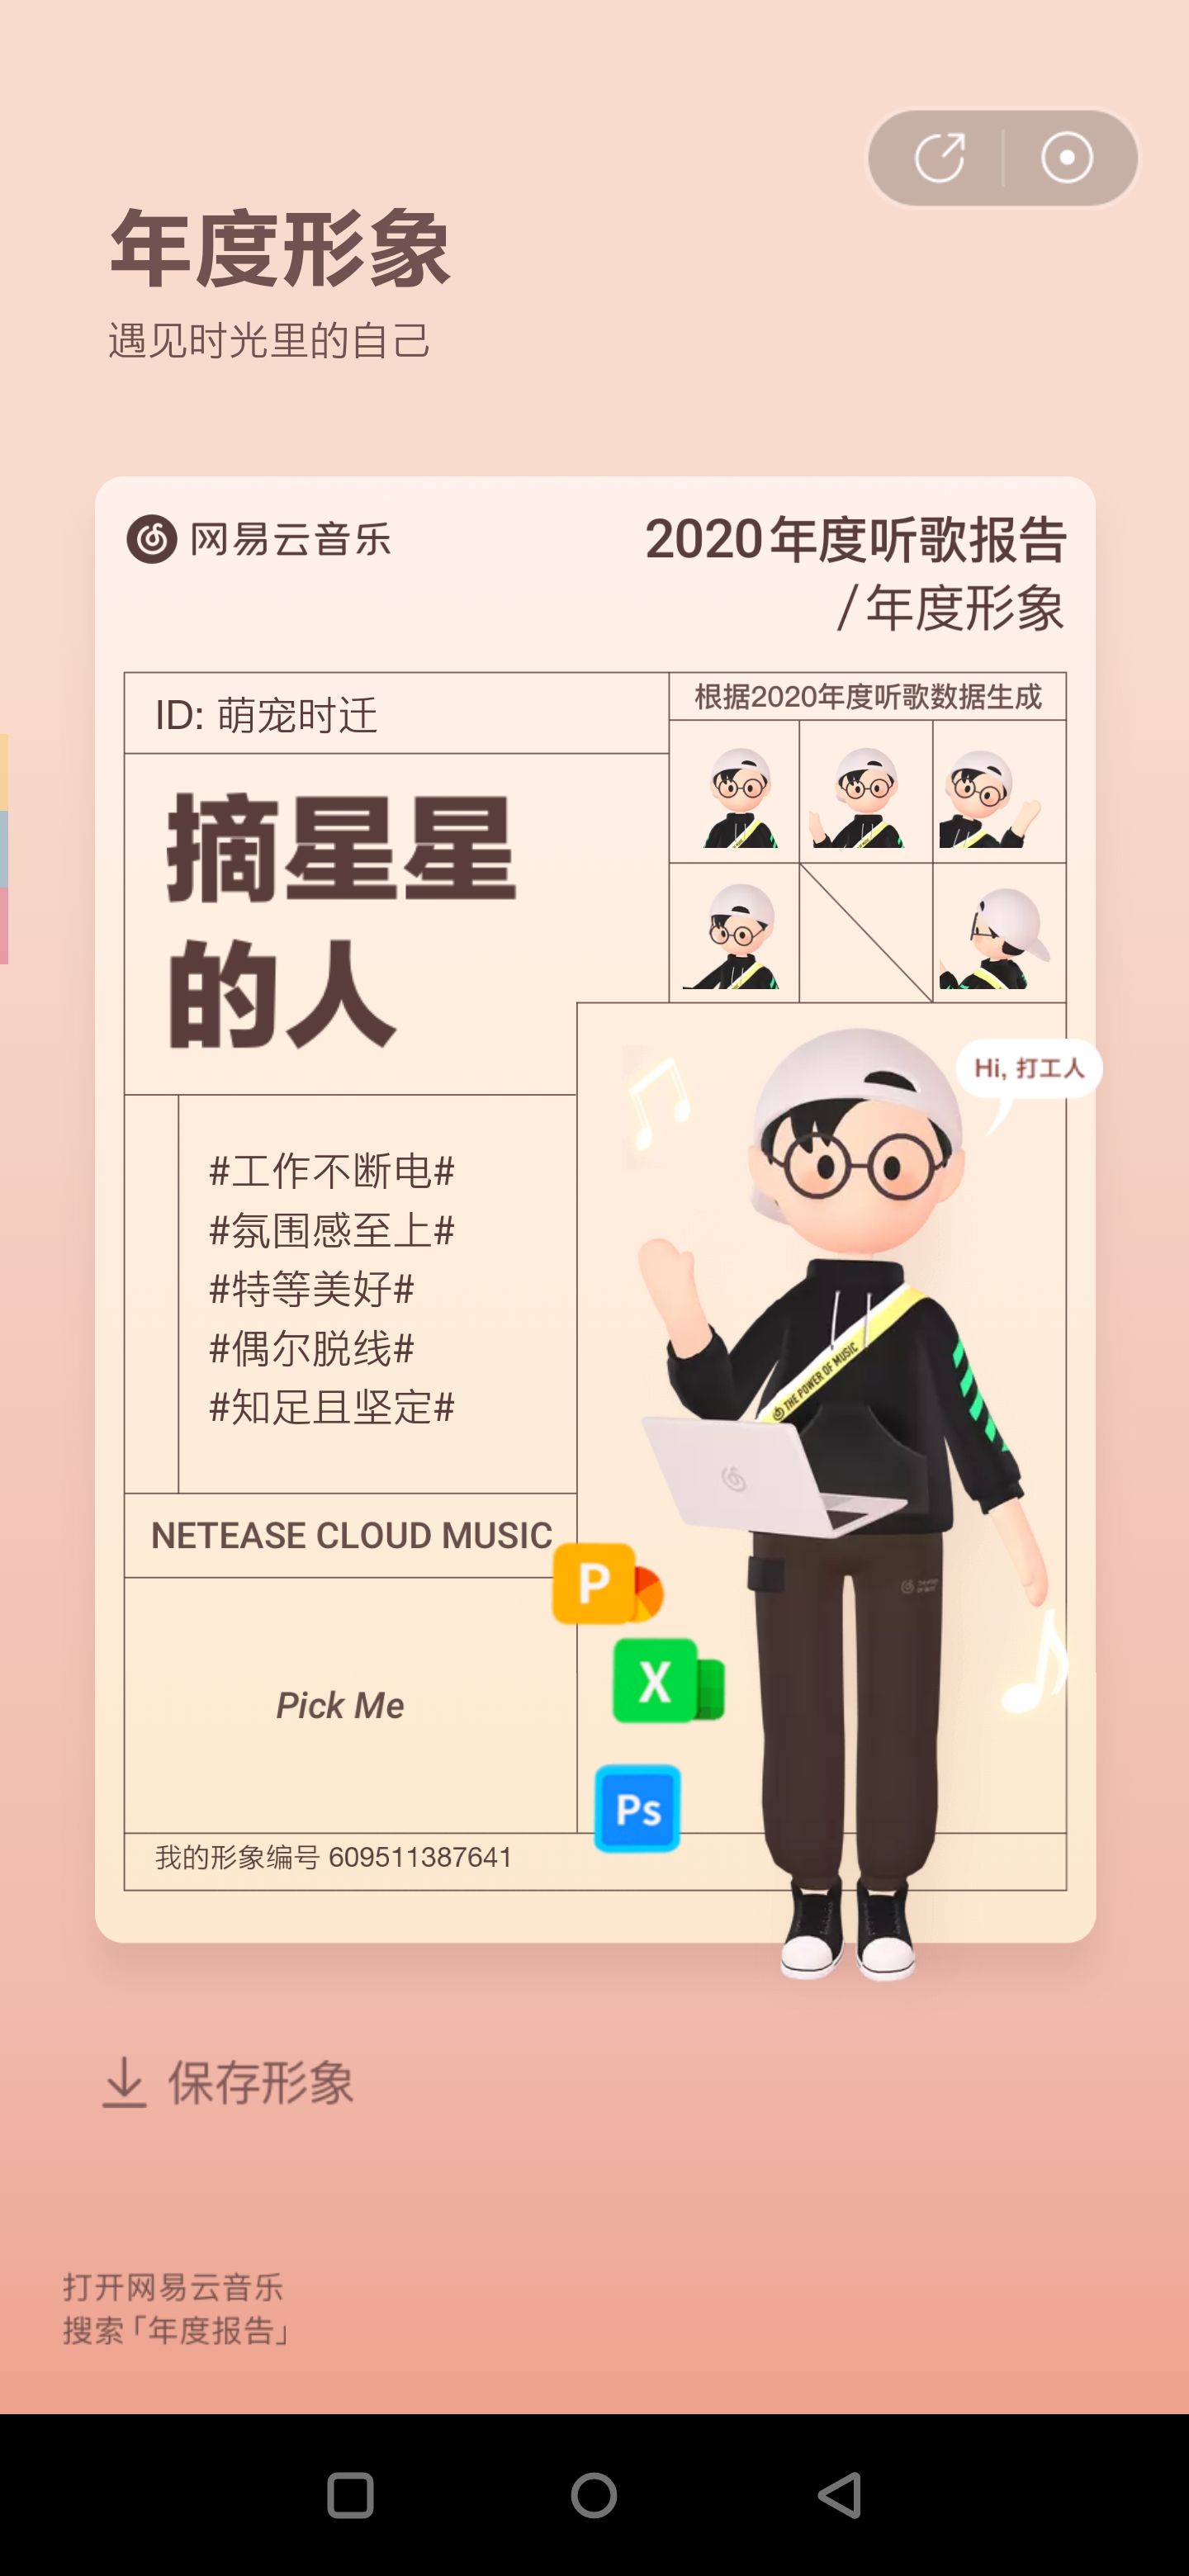 年度形象
遇见时光里的自己
网易云音乐
2020年度听歌报告
/年度形象
ID: 萌宠时迁
根据2020年度听歌数据生成
摘星星
的人
Hi, 打工人
#工作不断电#
#氛围感至上#
#特等美好#
#偶尔脱线#
#知足且坚定#
THE POWER OF MUSIC
NETEASE CLOUD MUSIC
P
X
Pick Me
Ps
我的形象编号 609511387641
保存形象
打开网易云音乐
搜索「年度报告」